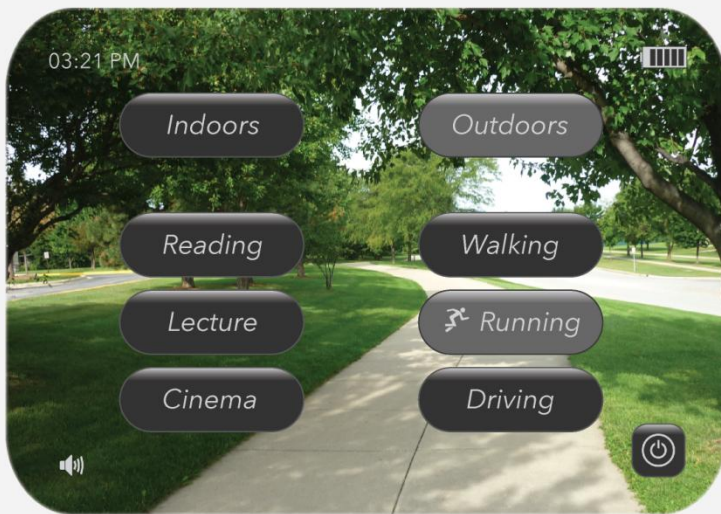 03:21 PM
Indoors
Outdoors
Reading
Walking
Lecture
Running
Cinema
Driving